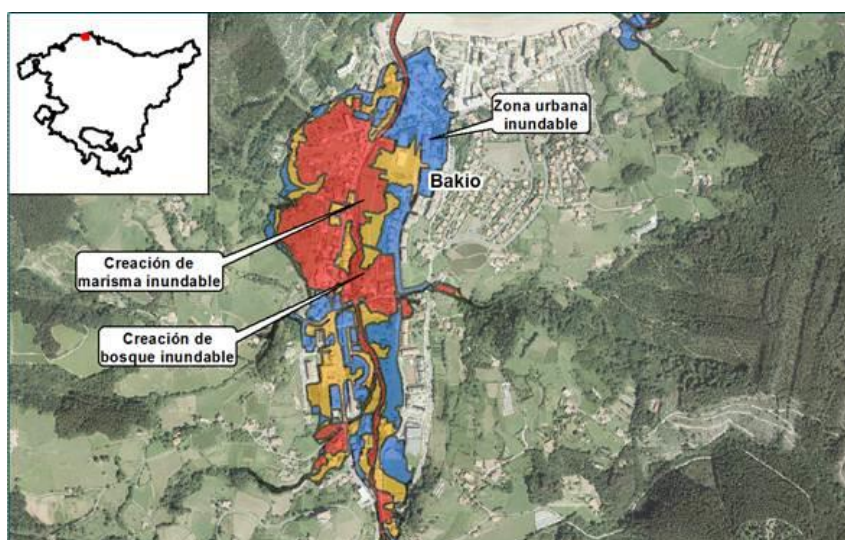 Zona urbana
inundable
Bakio
Creación de
marisma inundable
Creación de
bosque inundable